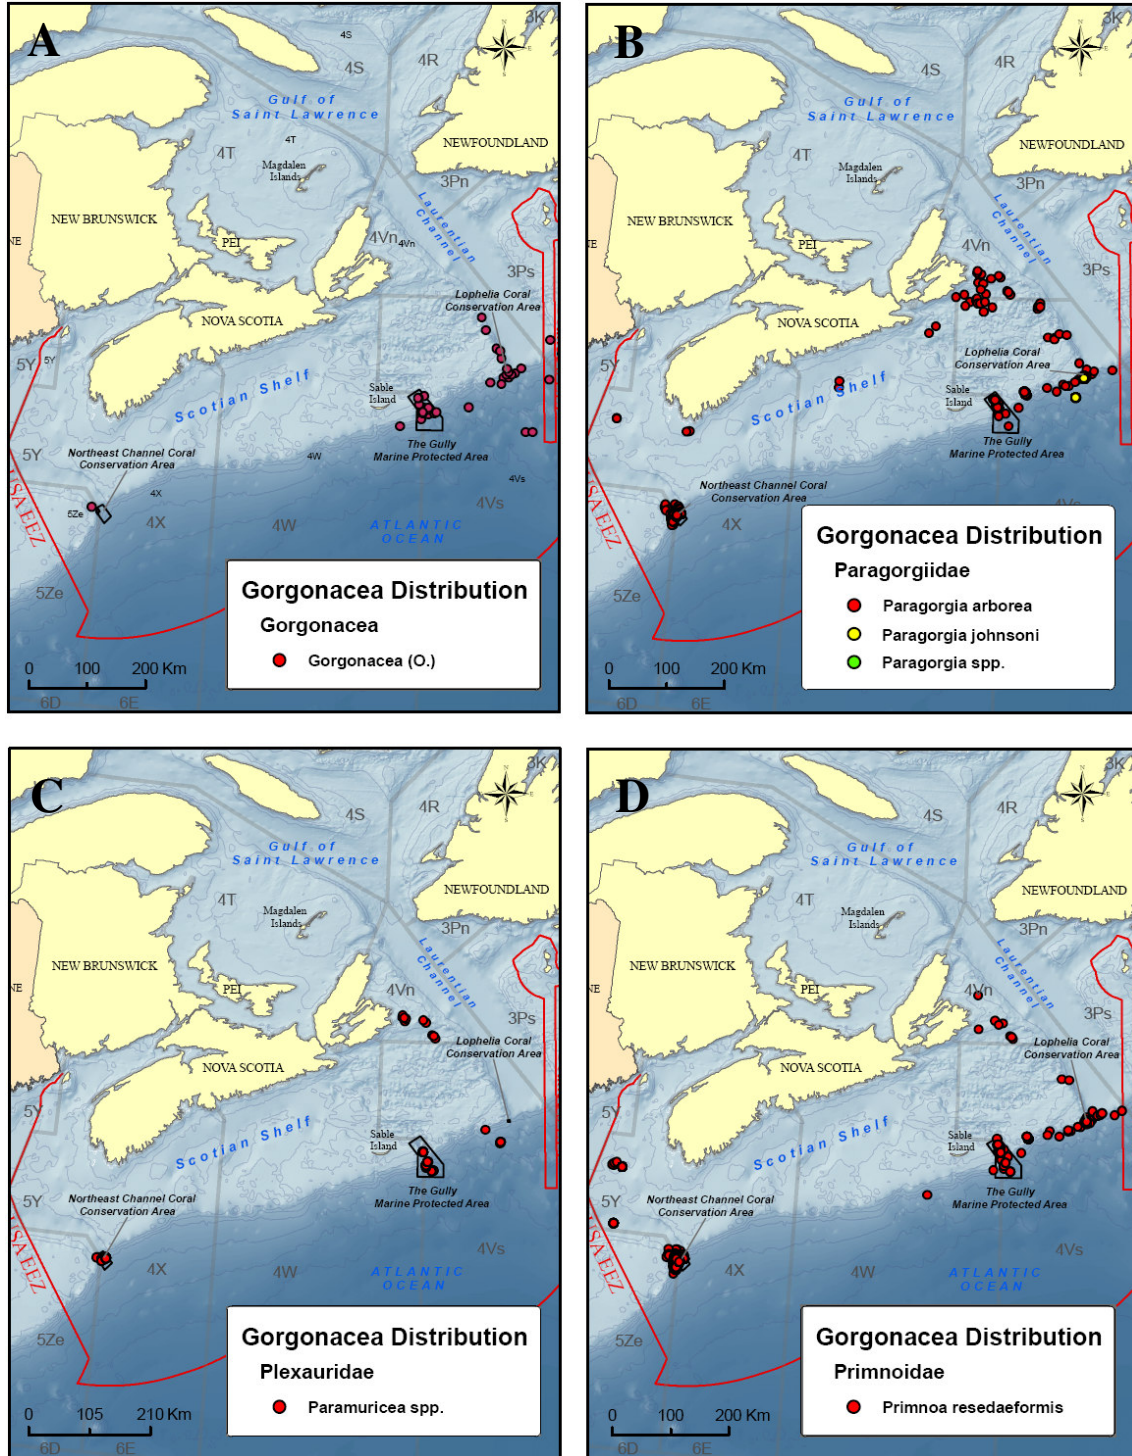 A
3K
4S
4S
4R
Gulf of
Saint Lawrence
N
E
S
NEWFOUNDLAND
4T
4T
Magdalen
Islands
3Pn
NEW BRUNSWICK
NE
PEI
4Vn
4Vn
Laurentian
Channel
3Ps
Lophelia Coral
Conservation Area
NOVA SCOTIA
5Y
5Y
Scotian Shelf
Sable
Island
The Gully
Marine Protected Area
5Y
Northeast Channel Coral
Conservation Area
4W
4Vs
4Vs
USA EEZ
5Ze
4X
4X
4W
ATLANTIC
OCEAN
5Ze
Gorgonacea Distribution
Gorgonacea
Gorgonacea (O.)
0 100 200 Km
6D 6E
B
3K
4S
4R
Gulf of
Saint Lawrence
N
E
S
NEWFOUNDLAND
4T
Magdalen
Islands
3Pn
NEW BRUNSWICK
NE
PEI
4Vn
Laurentian
Channel
3Ps
NOVA SCOTIA
Lophelia Coral
Conservation Area
5Y
Scotian Shelf
Sable
Island
The Gully
Marine Protected Area
5Y
Northeast Channel Coral
Conservation Area
4Vs
USA EEZ
4X
4W
ATLANTIC
OCEAN
5Ze
Gorgonacea Distribution
Paragorgiidae
Paragorgia arborea
Paragorgia johnsoni
Paragorgia spp.
0 100 200 Km
6D 6E
C
3K
4S
4R
Gulf of
Saint Lawrence
N
E
S
NEWFOUNDLAND
4T
Magdalen
Islands
3Pn
NEW BRUNSWICK
NE
PEI
4Vn
Laurentian
Channel
3Ps
Lophelia Coral
Conservation Area
NOVA SCOTIA
5Y
Scotian Shelf
Sable
Island
The Gully
Marine Protected Area
5Y
Northeast Channel Coral
Conservation Area
4Vs
USA EEZ
4X
4W
ATLANTIC
OCEAN
5Ze
Gorgonacea Distribution
Plexauridae
Paramuricea spp.
0 105 210 Km
6D 6E
D
3K
4S
4R
Gulf of
Saint Lawrence
N
E
S
NEWFOUNDLAND
4T
Magdalen
Islands
3Pn
NEW BRUNSWICK
NE
PEI
4Vn
Laurentian
Channel
3Ps
Lophelia Coral
Conservation Area
NOVA SCOTIA
5Y
Scotian Shelf
Sable
Island
The Gully
Marine Protected Area
5Y
Northeast Channel Coral
Conservation Area
4Vs
USA EEZ
4X
4W
ATLANTIC
OCEAN
5Ze
Gorgonacea Distribution
Primnoidae
Primnoa resedaeformis
0 100 200 Km
6D 6E